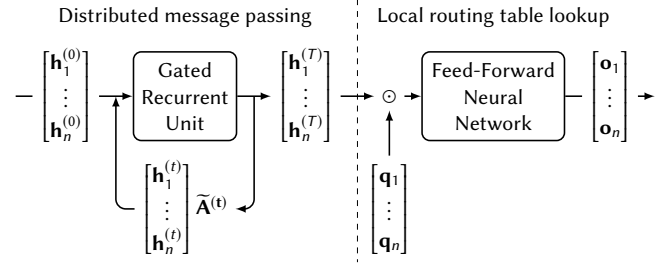 Distributed message passing
Local routing table lookup
h₁⁽⁰⁾
⋮
hₙ⁽⁰⁾
Gated
Recurrent
Unit
h₁⁽ᵀ⁾
⋮
hₙ⁽ᵀ⁾
⊙
Feed-Forward
Neural
Network
o₁
⋮
oₙ
h₁⁽ᵗ⁾
⋮
hₙ⁽ᵗ⁾
Ã⁽ᵗ⁾
q₁
⋮
qₙ